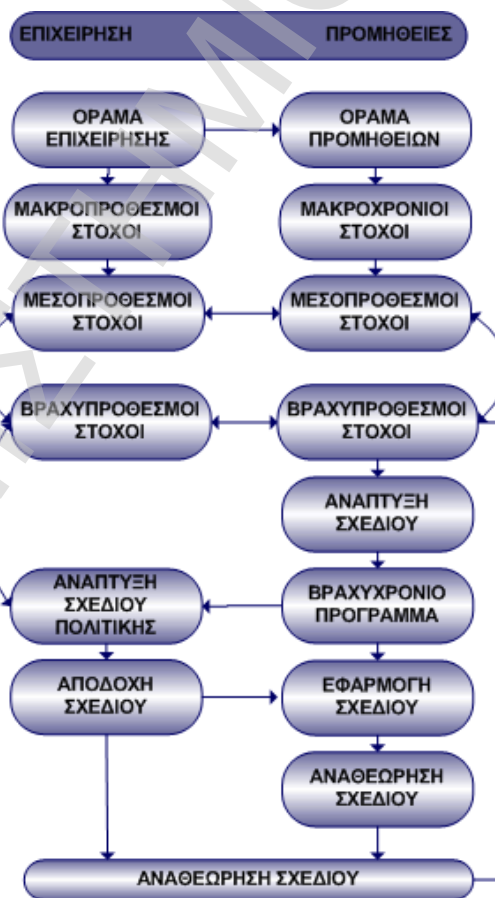 ΕΠΙΧΕΙΡΗΣΗ ΠΡΟΜΗΘΕΙΕΣ
ΟΡΑΜΑ
ΕΠΙΧΕΙΡΗΣΗΣ
ΟΡΑΜΑ
ΠΡΟΜΗΘΕΙΩΝ
ΜΑΚΡΟΠΡΟΘΕΣΜΟΙ
ΣΤΟΧΟΙ
ΜΑΚΡΟΧΡΟΝΙΟΙ
ΣΤΟΧΟΙ
ΜΕΣΟΠΡΟΘΕΣΜΟΙ
ΣΤΟΧΟΙ
ΜΕΣΟΠΡΟΘΕΣΜΟΙ
ΣΤΟΧΟΙ
ΒΡΑΧΥΠΡΟΘΕΣΜΟΙ
ΣΤΟΧΟΙ
ΒΡΑΧΥΠΡΟΘΕΣΜΟΙ
ΣΤΟΧΟΙ
ΑΝΑΠΤΥΞΗ
ΣΧΕΔΙΟΥ
ΑΝΑΠΤΥΞΗ
ΣΧΕΔΙΟΥ
ΠΟΛΙΤΙΚΗΣ
ΒΡΑΧΥΧΡΟΝΙΟ
ΠΡΟΓΡΑΜΜΑ
ΑΠΟΔΟΧΗ
ΣΧΕΔΙΟΥ
ΕΦΑΡΜΟΓΗ
ΣΧΕΔΙΟΥ
ΑΝΑΘΕΩΡΗΣΗ
ΣΧΕΔΙΟΥ
ΑΝΑΘΕΩΡΗΣΗ ΣΧΕΔΙΟΥ